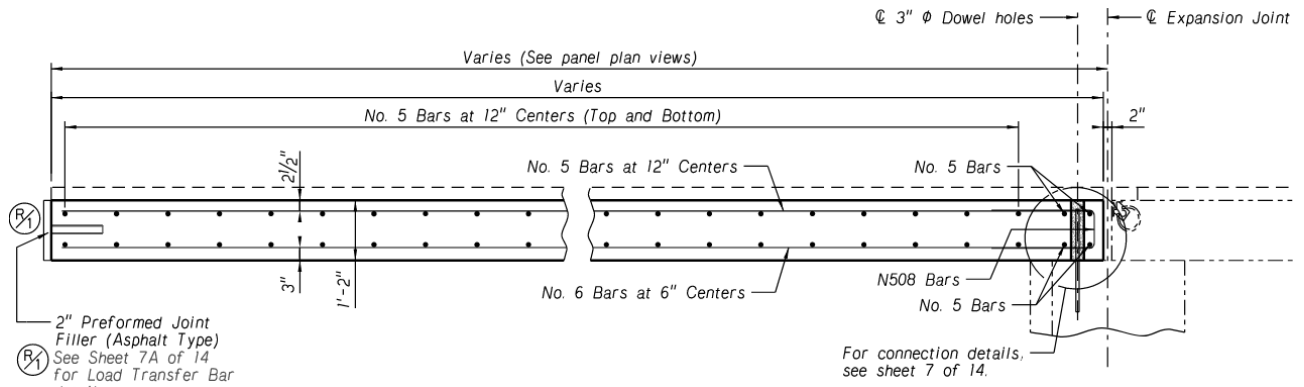 ℄ 3" ϕ Dowel holes
℄ Expansion Joint
Varies (See panel plan views)
Varies
No. 5 Bars at 12" Centers (Top and Bottom)
2"
2½"
No. 5 Bars at 12" Centers
No. 5 Bars
R/1
3"
1'-2"
No. 6 Bars at 6" Centers
N508 Bars
No. 5 Bars
2" Preformed Joint
Filler (Asphalt Type)
R/1 See Sheet 7A of 14
for Load Transfer Bar
For connection details,
see sheet 7 of 14.